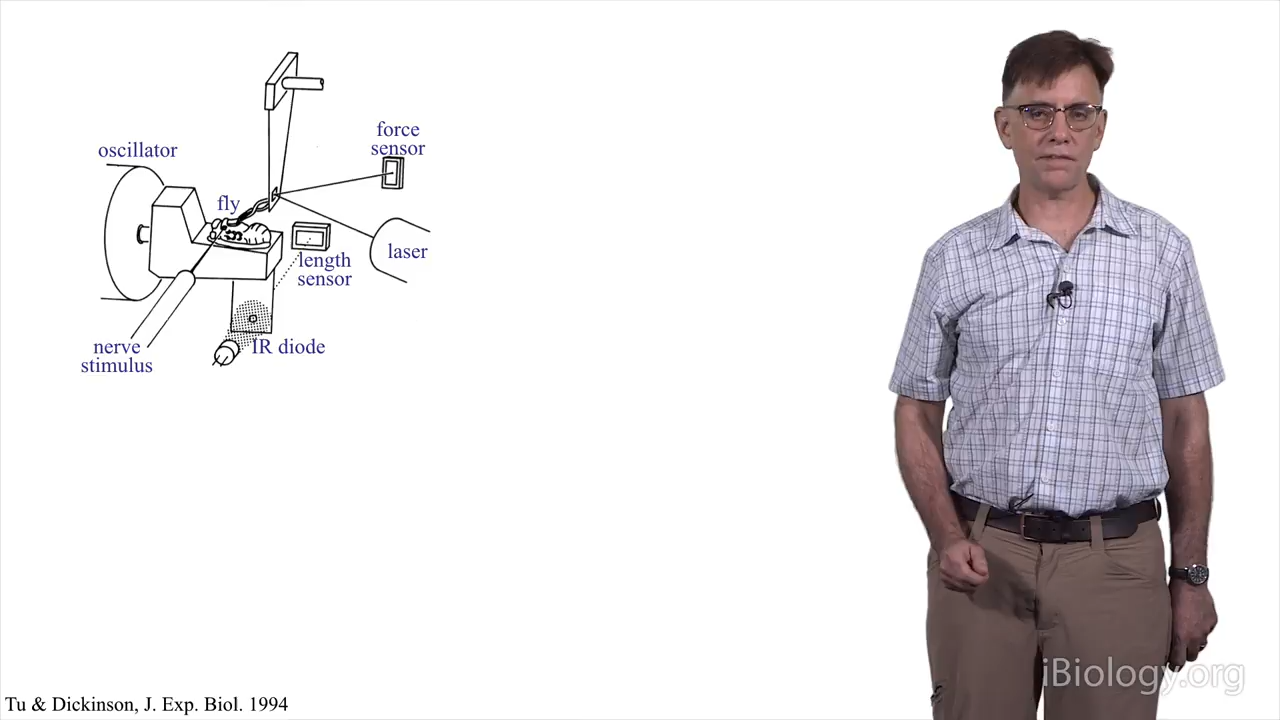 oscillator
force
sensor
fly
laser
length
sensor
nerve
stimulus
IR diode
Tu & Dickinson, J. Exp. Biol. 1994
iBiology.org